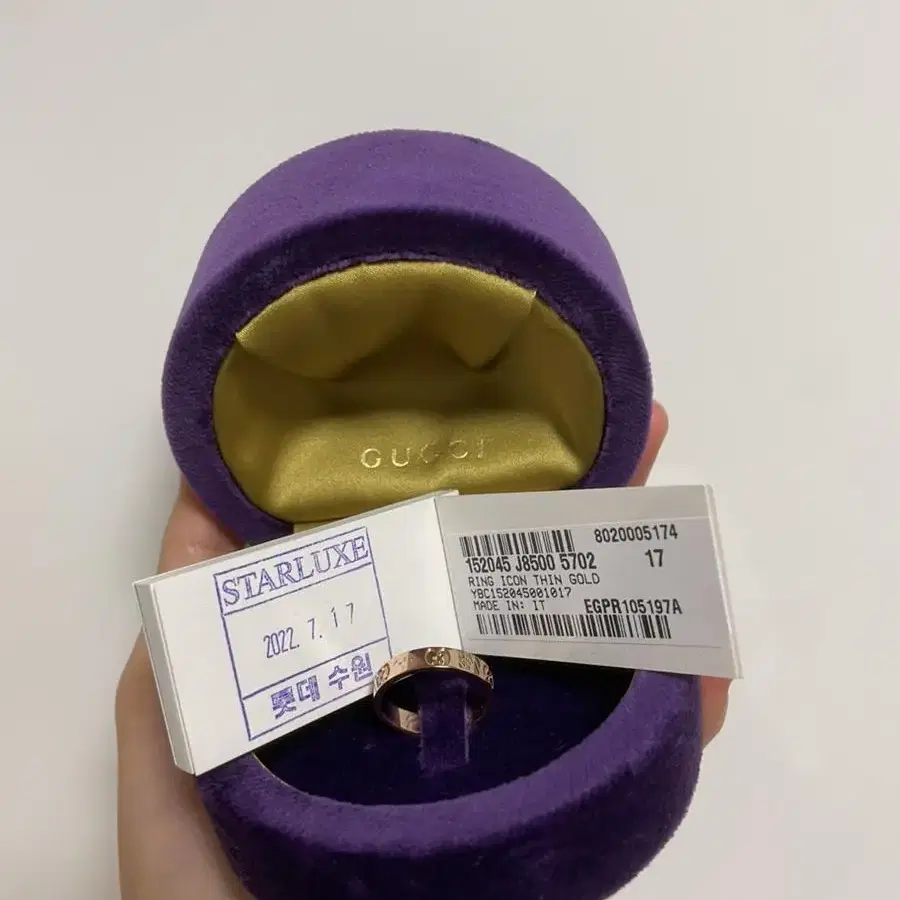 GUCCI
STARLUXE
2022. 7. 17
롯데 수원
8020005174
152045 J8500 5702 17
RING ICON THIN GOLD
YBC152045001017
MADE IN: IT EGPR105197A